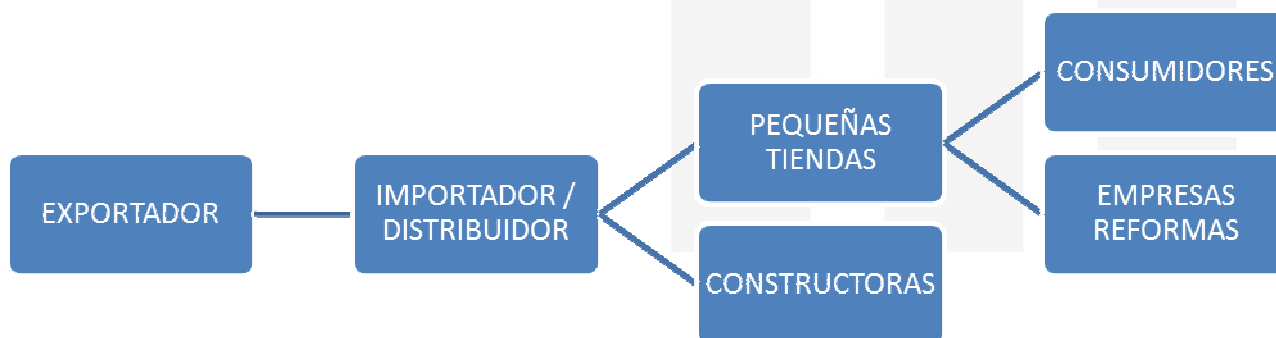 EXPORTADOR
IMPORTADOR /
DISTRIBUIDOR
PEQUEÑAS
TIENDAS
CONSTRUCTORAS
CONSUMIDORES
EMPRESAS
REFORMAS